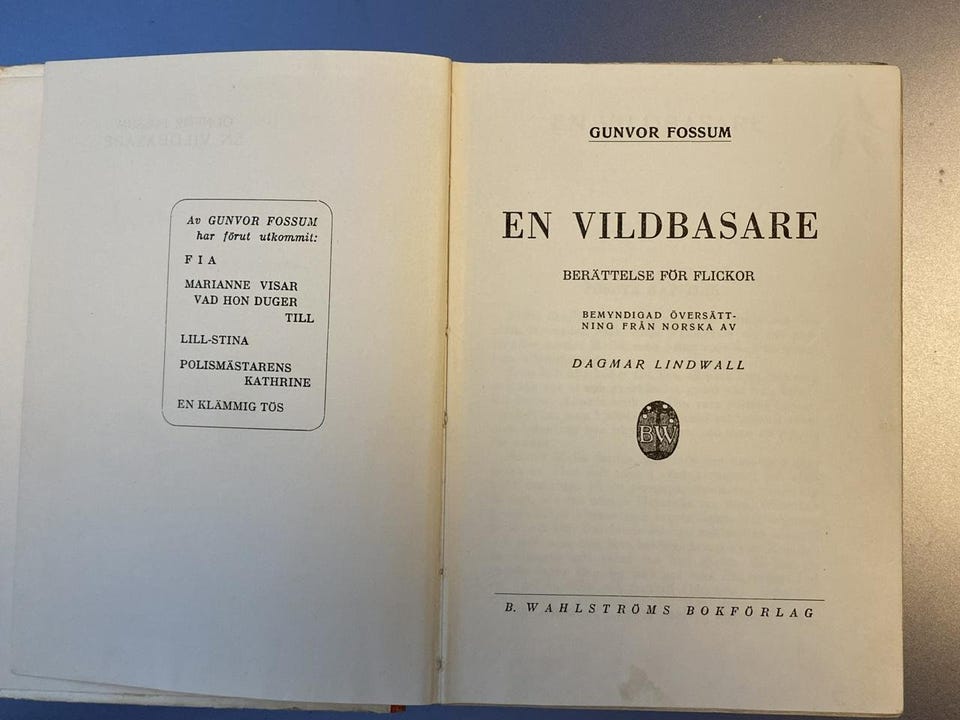 Av GUNVOR FOSSUM
har förut utkommit:
FIA
MARIANNE VISAR
VAD HON DUGER
TILL
LILL-STINA
POLISMÄSTARENS
KATHRINE
EN KLÄMMIG TÖS
GUNVOR FOSSUM
EN VILDBASARE
BERÄTTELSE FÖR FLICKOR
BEMYNDIGAD ÖVERSÄTT-
NING FRÅN NORSKA AV
DAGMAR LINDWALL
BW
B. WAHLSTRÖMS BOKFÖRLAG